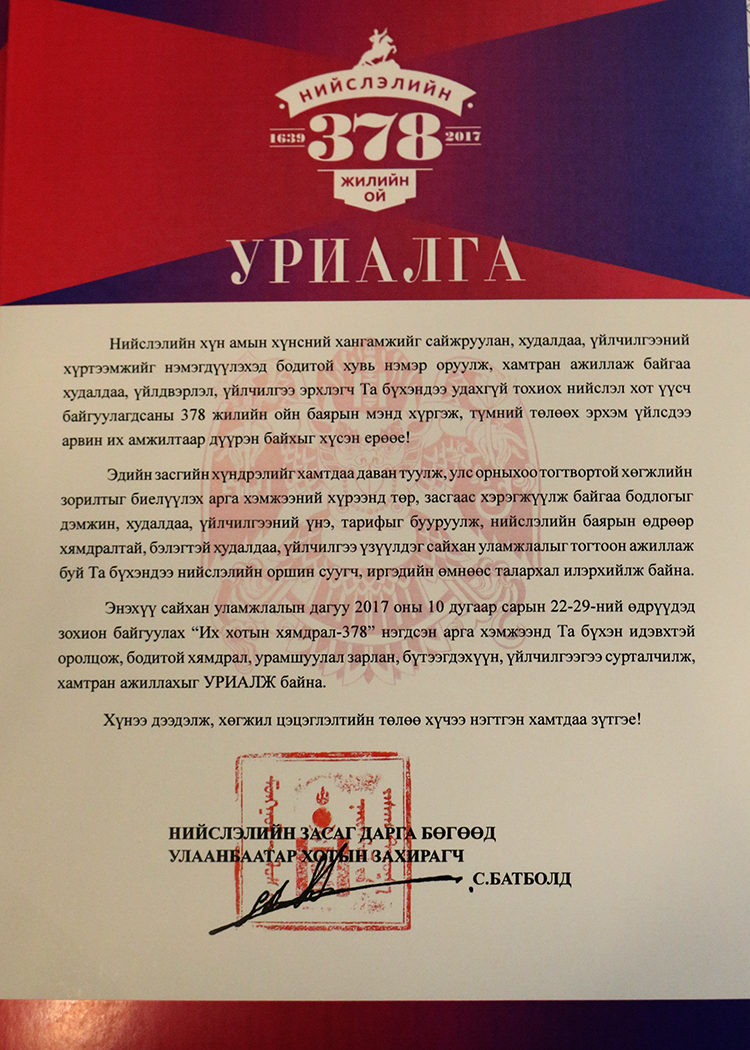 НИЙСЛЭЛИЙН
1639 378 2017
ЖИЛИЙН
ОЙ
УРИАЛГА
Нийслэлийн хүн амын хүнсний хангамжийг сайжруулан, худалдаа, үйлчилгээний
хүртээмжийг нэмэгдүүлэхэд бодитой хувь нэмэр оруулж, хамтран ажиллаж байгаа
худалдаа, үйлдвэрлэл, үйлчилгээ эрхлэгч Та бүхэндээ удахгүй тохиох нийслэл хот үүсч
байгуулагдсаны 378 жилийн ойн баярын мэнд хүргэж, түмний төлөөх эрхэм үйлсдээ
арвин их амжилтаар дүүрэн байхыг хүсэн ерөөе!
Эдийн засгийн хүндрэлийг хамтдаа даван туулж, улс орныхоо тогтвортой хөгжлийн
зорилтыг биелүүлэх арга хэмжээний хүрээнд төр, засгаас хэрэгжүүлж байгаа бодлогыг
дэмжин, худалдаа, үйлчилгээний үнэ, тарифыг бууруулж, нийслэлийн баярын өдрөөр
хямдралтай, бэлэгтэй худалдаа, үйлчилгээ үзүүлдэг сайхан уламжлалыг тогтоон ажиллаж
буй Та бүхэндээ нийслэлийн оршин суугч, иргэдийн өмнөөс талархал илэрхийлж байна.
Энэхүү сайхан уламжлалын дагуу 2017 оны 10 дугаар сарын 22-29-ний өдрүүдэд
зохион байгуулах “Их хотын хямдрал-378” нэгдсэн арга хэмжээнд Та бүхэн идэвхтэй
оролцож, бодитой хямдрал, урамшуулал зарлан, бүтээгдэхүүн, үйлчилгээгээ сурталчилж,
хамтран ажиллахыг УРИАЛЖ байна.
Хүнээ дээдэлж, хөгжил цэцэглэлтийн төлөө хүчээ нэгтгэн хамтдаа зүтгэе!
НИЙСЛЭЛИЙН ЗАСАГ ДАРГА БӨГӨӨД
УЛААНБААТАР ХОТЫН ЗАХИРАГЧ
С.БАТБОЛД